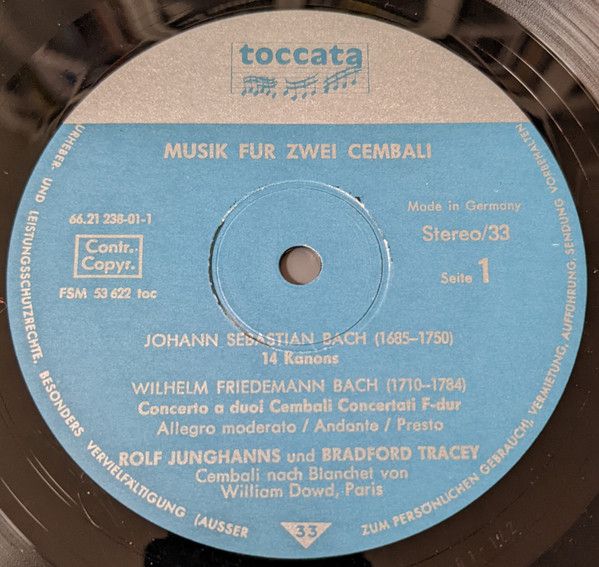 toccata
MUSIK FUR ZWEI CEMBALI
66.21 238-01-1
Contr.-
Copyr.
FSM 53 622 toc
Made in Germany
Stereo/33
Seite 1
JOHANN SEBASTIAN BACH (1685–1750)
14 Kanons
WILHELM FRIEDEMANN BACH (1710–1784)
Concerto a duoi Cembali Concertati F-dur
Allegro moderato / Andante / Presto
ROLF JUNGHANNS und BRADFORD TRACEY
Cembali nach Blanchet von
William Dowd, Paris
33
URHEBER- UND LEISTUNGSSCHUTZRECHTE, BESONDERS VERVIELFÄLTIGUNG (AUSSER ZUM PERSÖNLICHEN GEBRAUCH), VERMIETUNG, AUFFÜHRUNG, SENDUNG VORBEHALTEN